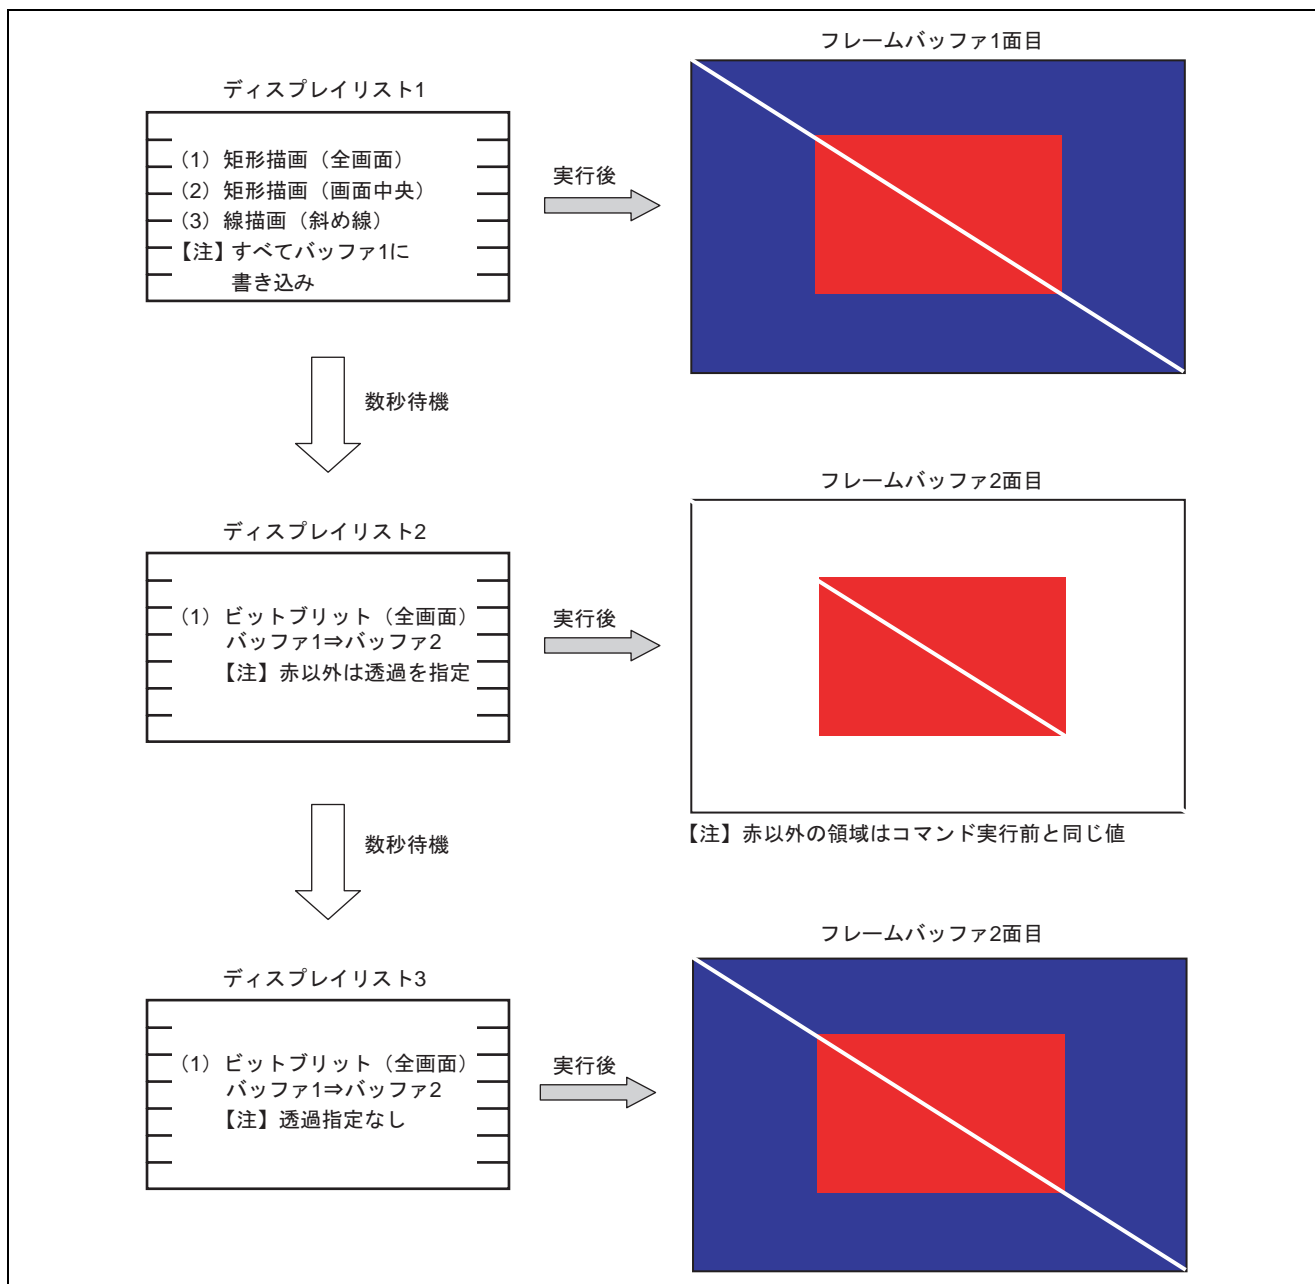 フレームバッファ1面目
ディスプレイリスト1
(1) 矩形描画(全画面)
(2) 矩形描画(画面中央)
(3) 線描画(斜め線)
【注】すべてバッファ1に
書き込み
実行後
数秒待機
フレームバッファ2面目
ディスプレイリスト2
(1) ビットブリット(全画面)
バッファ1⇒バッファ2
【注】赤以外は透過を指定
実行後
【注】赤以外の領域はコマンド実行前と同じ値
数秒待機
フレームバッファ2面目
ディスプレイリスト3
(1) ビットブリット(全画面)
バッファ1⇒バッファ2
【注】透過指定なし
実行後